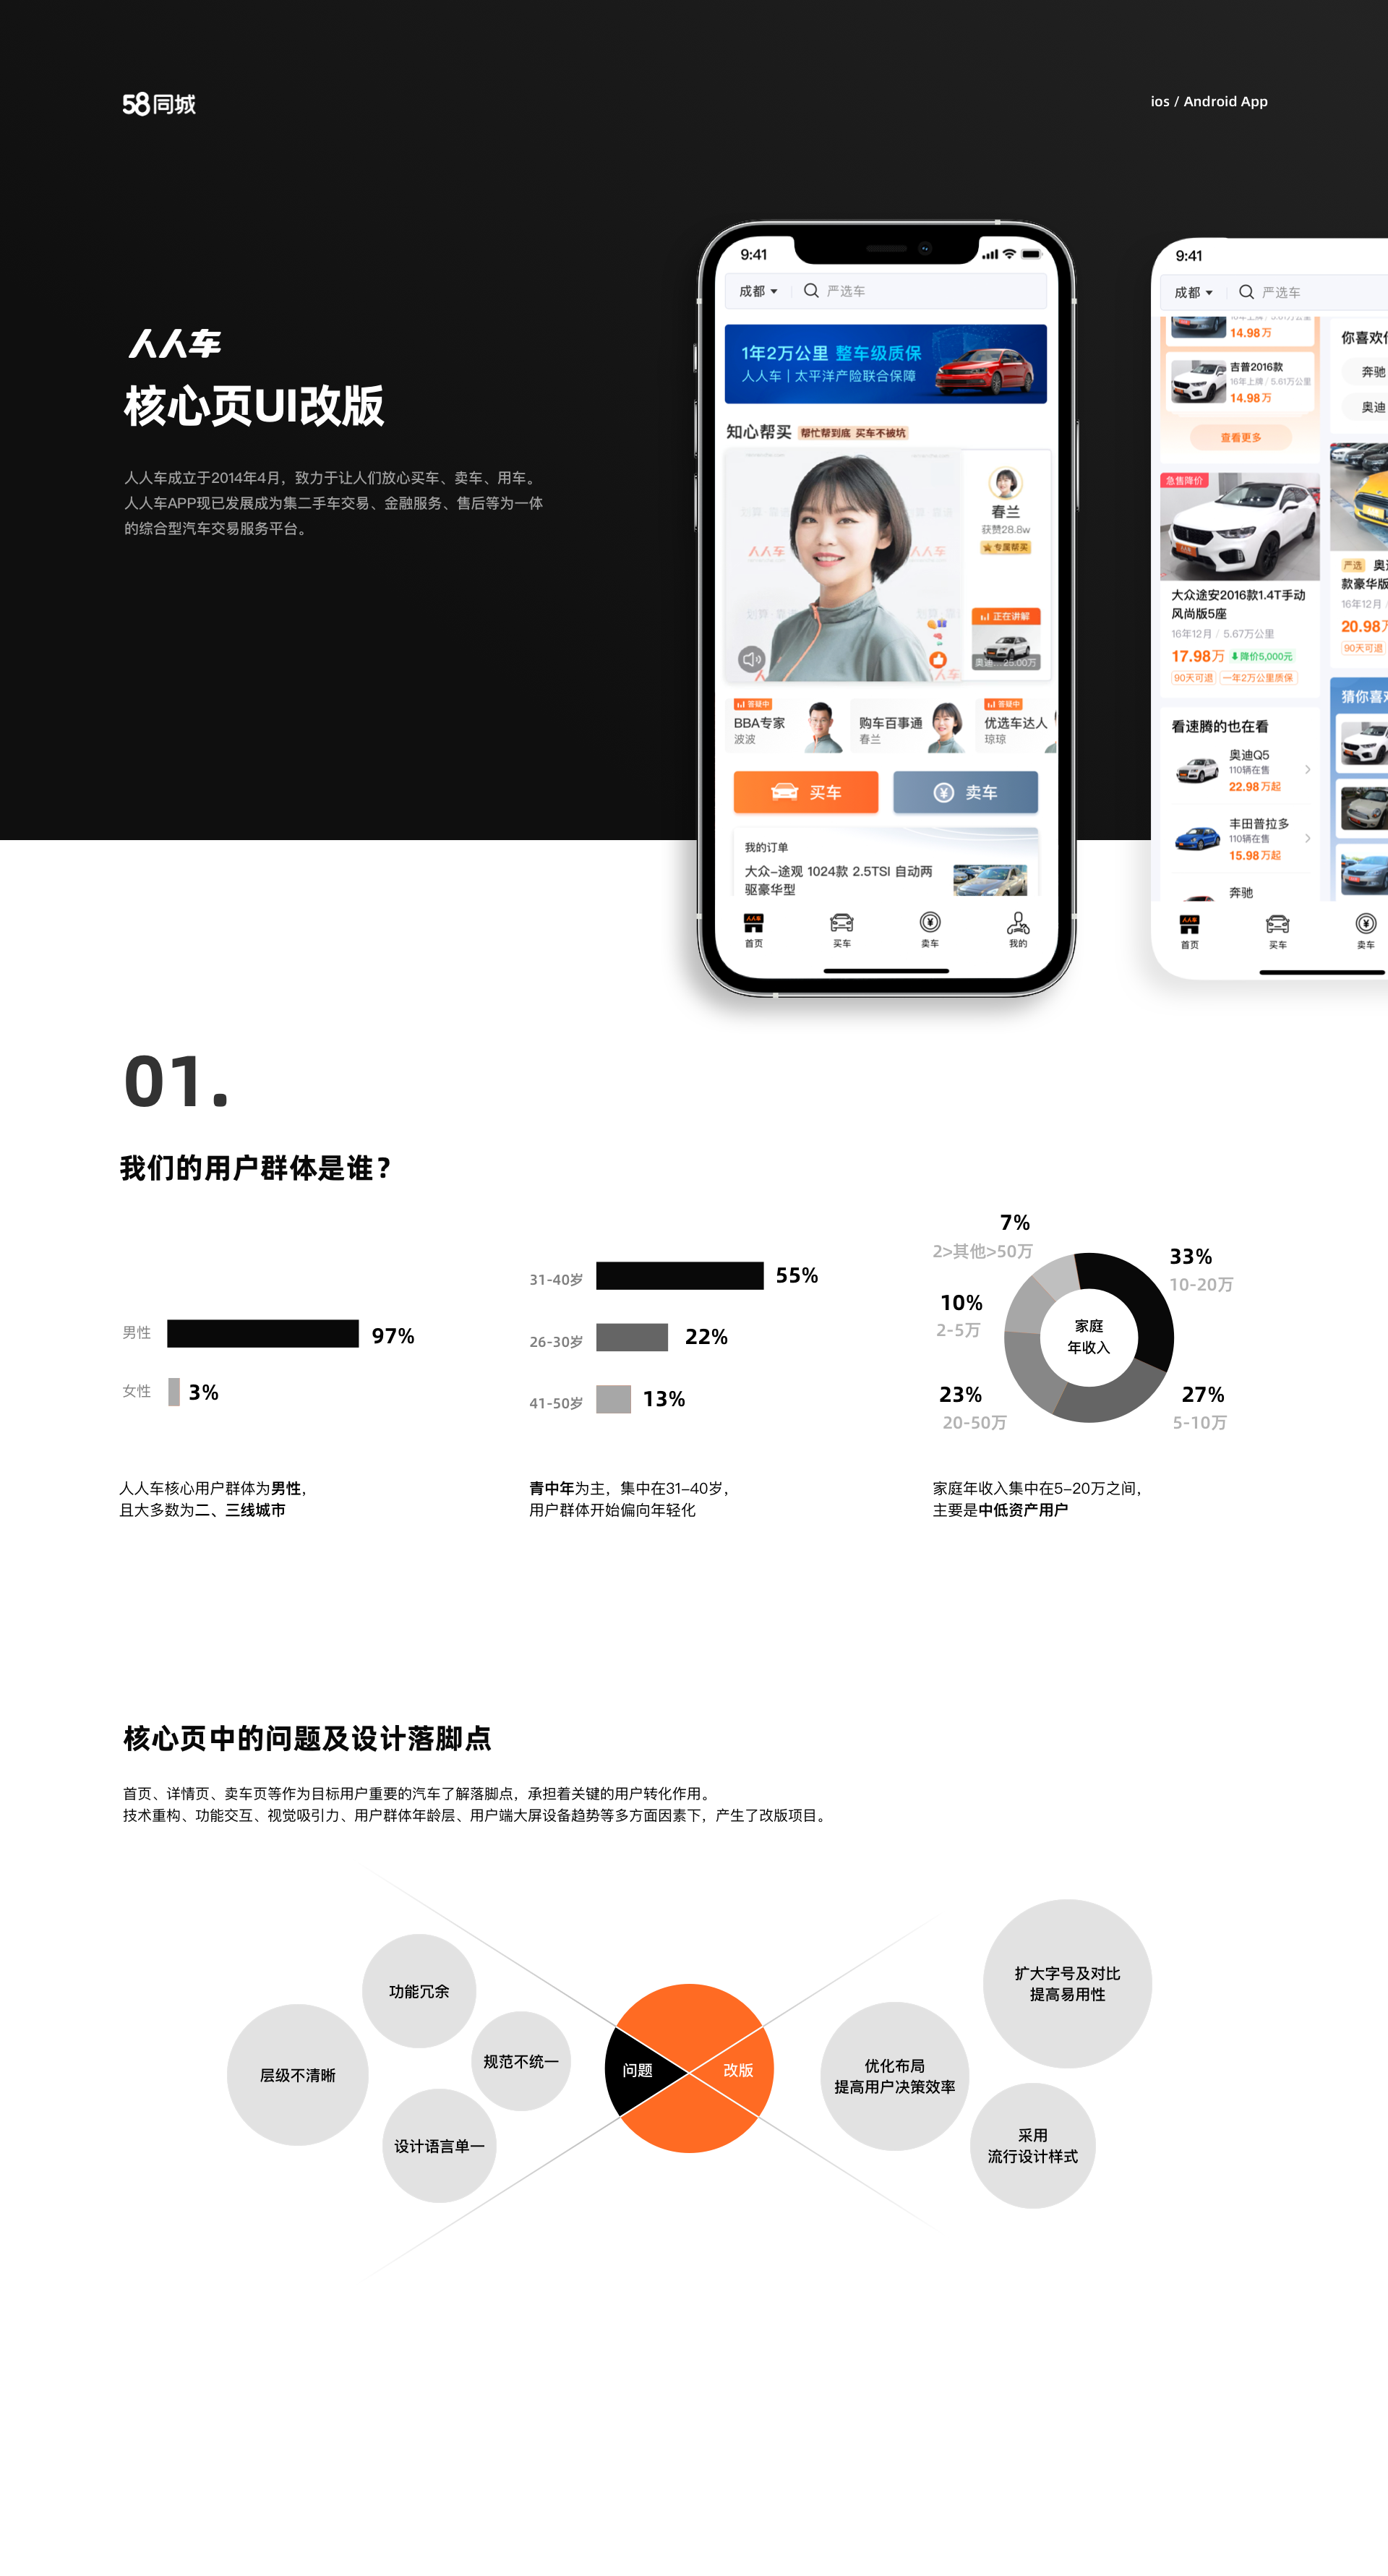 58同城
ios / Android App
人人车
核心页UI改版
人人车成立于2014年4月，致力于让人们放心买车、卖车、用车。
人人车APP现已发展成为集二手车交易、金融服务、售后等为一体
的综合型汽车交易服务平台。
9:41
成都
严选车
1年2万公里 整车级质保
人人车｜太平洋产险联合保障
知心帮买 帮忙帮到底 买车不被坑
人人车
人人车
春兰
获赞28.8w
专属帮买
正在讲解
奥迪...25.00万
答疑中
BBA专家
波波
购车百事通
春兰
答疑中
优选车达人
琼琼
买车
卖车
我的订单
大众-途观 1024款 2.5TSI 自动两
驱豪华型
首页
买车
卖车
我的
9:41
成都
严选车
14.98万
吉普2016款
16年上牌 / 5.61万公里
14.98万
查看更多
急售降价
大众途安2016款1.4T手动
风尚版5座
16年12月 / 5.67万公里
17.98万 降价5,000元
90天可退 一年2万公里质保
看速腾的也在看
奥迪Q5
110辆在售
22.98万起
丰田普拉多
110辆在售
15.98万起
奔驰
你喜欢
奔驰
奥迪
严选
款豪华版
16年12月 /
20.98
90天可退
猜你喜
首页
买车
卖车
01.
我们的用户群体是谁？
男性
97%
女性
3%
人人车核心用户群体为男性，
且大多数为二、三线城市
31-40岁
55%
26-30岁
22%
41-50岁
13%
青中年为主，集中在31-40岁，
用户群体开始偏向年轻化
7%
2>其他>50万
33%
10-20万
10%
2-5万
家庭
年收入
23%
20-50万
27%
5-10万
家庭年收入集中在5-20万之间，
主要是中低资产用户
核心页中的问题及设计落脚点
首页、详情页、卖车页等作为目标用户重要的汽车了解落脚点，承担着关键的用户转化作用。
技术重构、功能交互、视觉吸引力、用户群体年龄层、用户端大屏设备趋势等多方面因素下，产生了改版项目。
功能冗余
层级不清晰
规范不统一
设计语言单一
问题
改版
优化布局
提高用户决策效率
扩大字号及对比
提高易用性
采用
流行设计样式